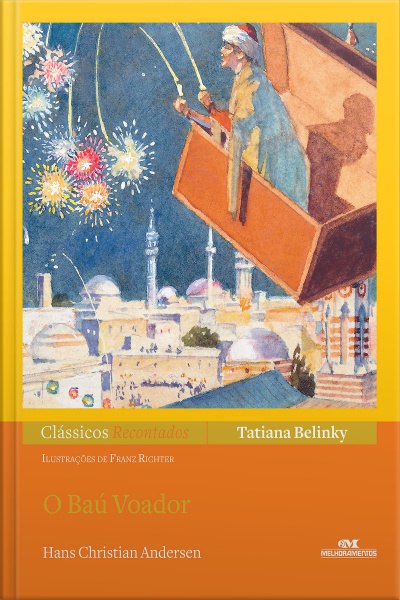 Clássicos Recontados
Tatiana Belinky
ILUSTRAÇÕES DE FRANZ RICHTER
O Baú Voador
Hans Christian Andersen
MELHORAMENTOS